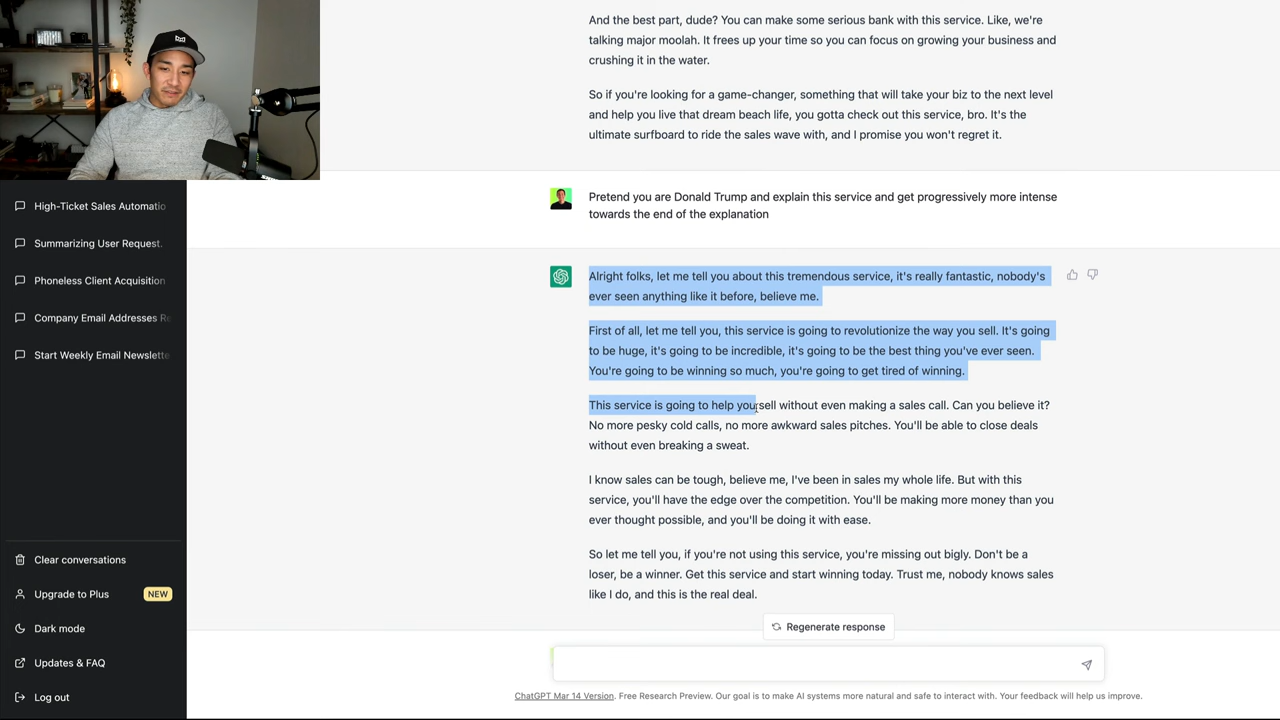 And the best part, dude? You can make some serious bank with this service. Like, we're
talking major moolah. It frees up your time so you can focus on growing your business and
crushing it in the water.
So if you're looking for a game-changer, something that will take your biz to the next level
and help you live that dream beach life, you gotta check out this service, bro. It's the
ultimate surfboard to ride the sales wave with, and I promise you won't regret it.
Pretend you are Donald Trump and explain this service and get progressively more intense
towards the end of the explanation
Alright folks, let me tell you about this tremendous service, it's really fantastic, nobody's
ever seen anything like it before, believe me.
First of all, let me tell you, this service is going to revolutionize the way you sell. It's going
to be huge, it's going to be incredible, it's going to be the best thing you've ever seen.
You're going to be winning so much, you're going to get tired of winning.
This service is going to help you sell without even making a sales call. Can you believe it?
No more pesky cold calls, no more awkward sales pitches. You'll be able to close deals
without even breaking a sweat.
I know sales can be tough, believe me, I've been in sales my whole life. But with this
service, you'll have the edge over the competition. You'll be making more money than you
ever thought possible, and you'll be doing it with ease.
So let me tell you, if you're not using this service, you're missing out bigly. Don't be a
loser, be a winner. Get this service and start winning today. Trust me, nobody knows sales
like I do, and this is the real deal.
Regenerate response
ChatGPT Mar 14 Version. Free Research Preview. Our goal is to make AI systems more natural and safe to interact with. Your feedback will help us improve.
High-Ticket Sales Automatio
Summarizing User Request.
Phoneless Client Acquisition
Company Email Addresses Re
Start Weekly Email Newslette
Clear conversations
Upgrade to Plus NEW
Dark mode
Updates & FAQ
Log out